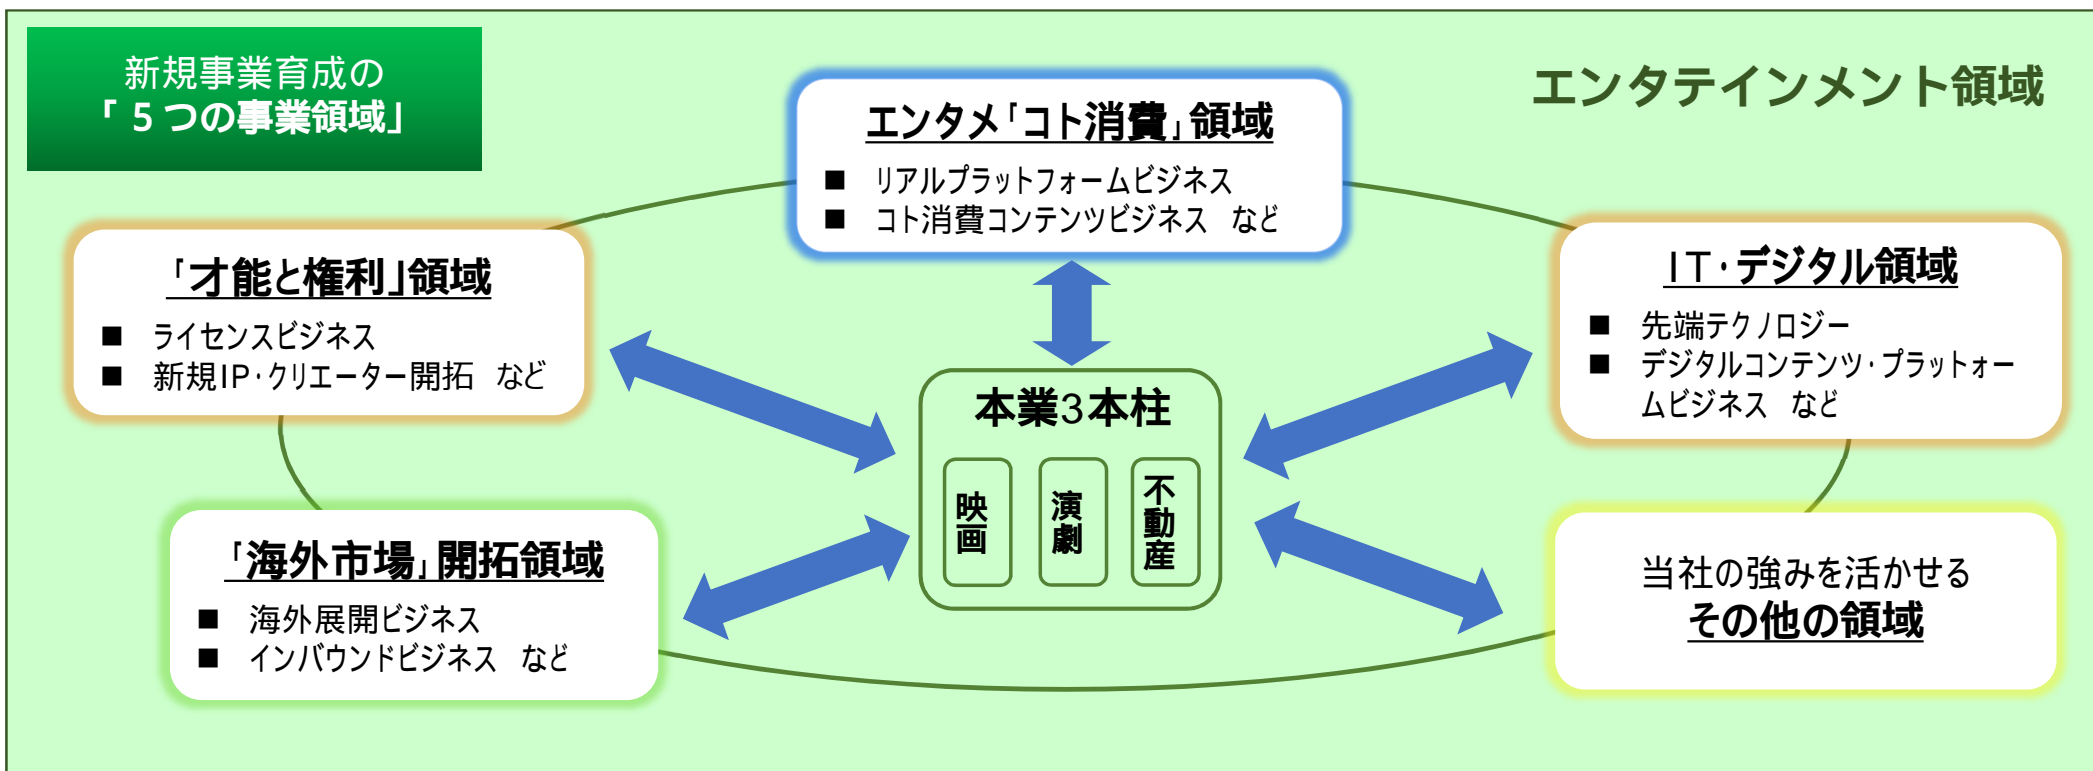 新規事業育成の
「5つの事業領域」
エンタテインメント領域
エンタメ「コト消費」領域
■ リアルプラットフォームビジネス
■ コト消費コンテンツビジネス など
「才能と権利」領域
■ ライセンスビジネス
■ 新規IP・クリエーター開拓 など
IT・デジタル領域
■ 先端テクノロジー
■ デジタルコンテンツ・プラットォー
ムビジネス など
本業3本柱
映画
演劇
不動産
「海外市場」開拓領域
■ 海外展開ビジネス
■ インバウンドビジネス など
当社の強みを活かせる
その他の領域